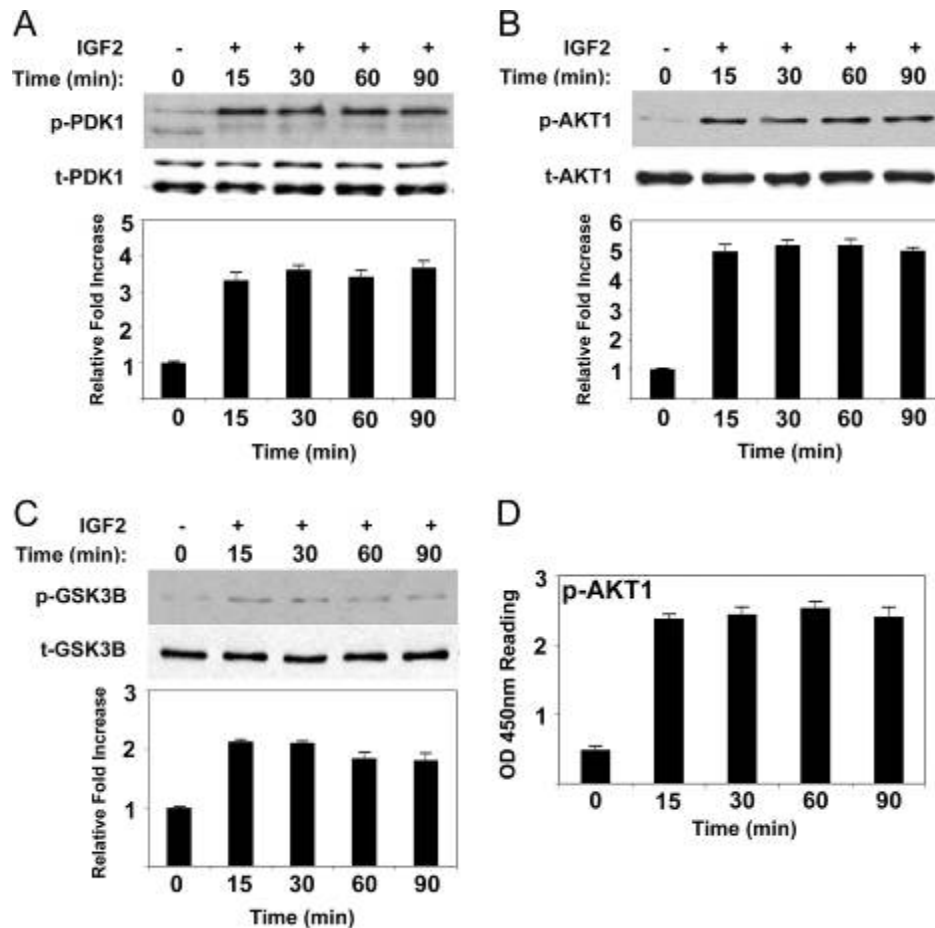 A
IGF2 - + + + +
Time (min): 0 15 30 60 90
p-PDK1
t-PDK1
Relative Fold Increase
5
4
3
2
1
0 15 30 60 90
Time (min)
B
IGF2 - + + + +
Time (min): 0 15 30 60 90
p-AKT1
t-AKT1
Relative Fold Increase
6
5
4
3
2
1
0 15 30 60 90
Time (min)
C
IGF2 - + + + +
Time (min): 0 15 30 60 90
p-GSK3B
t-GSK3B
Relative Fold Increase
3
2
1
0 15 30 60 90
Time (min)
D
p-AKT1
OD 450nm Reading
3
2
1
0 15 30 60 90
Time (min)